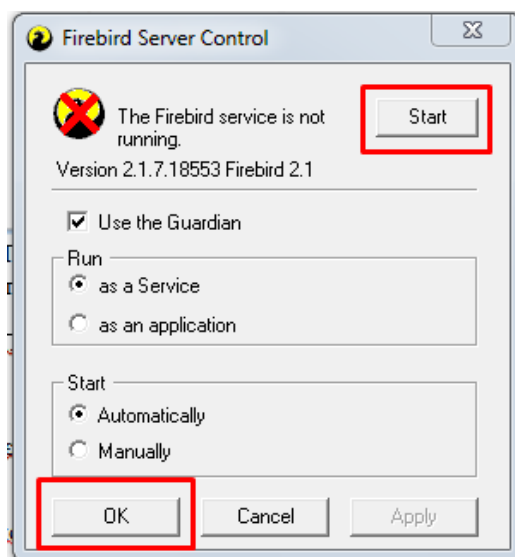 Firebird Server Control
The Firebird service is not
running.
Start
Version 2.1.7.18553 Firebird 2.1
Use the Guardian
Run
as a Service
as an application
Start
Automatically
Manually
OK
Cancel
Apply